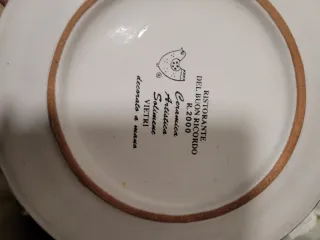 RISTORANTE
DEL BUON RICORDO
R. 2000
Ceramica
Artistica
Solimene
VIETRI
decorato a mano